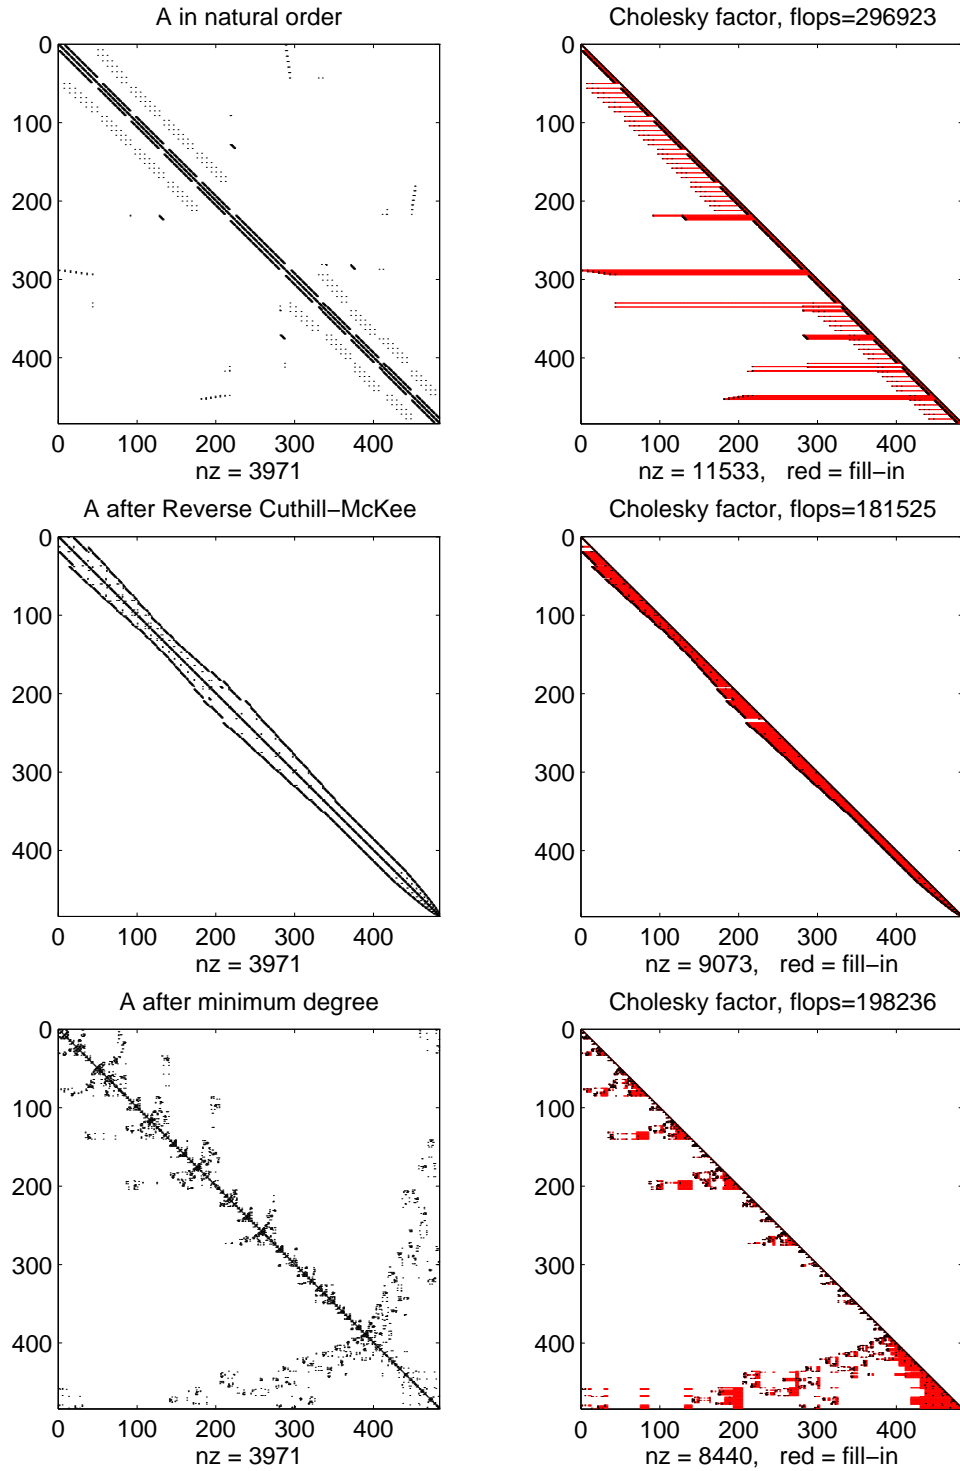 A in natural order
Cholesky factor, flops=296923
0
100
200
300
400
0 100 200 300 400
nz = 3971
0
100
200
300
400
0 100 200 300 400
nz = 11533, red = fill−in
A after Reverse Cuthill−McKee
Cholesky factor, flops=181525
0
100
200
300
400
0 100 200 300 400
nz = 3971
0
100
200
300
400
0 100 200 300 400
nz = 9073, red = fill−in
A after minimum degree
Cholesky factor, flops=198236
0
100
200
300
400
0 100 200 300 400
nz = 3971
0
100
200
300
400
0 100 200 300 400
nz = 8440, red = fill−in